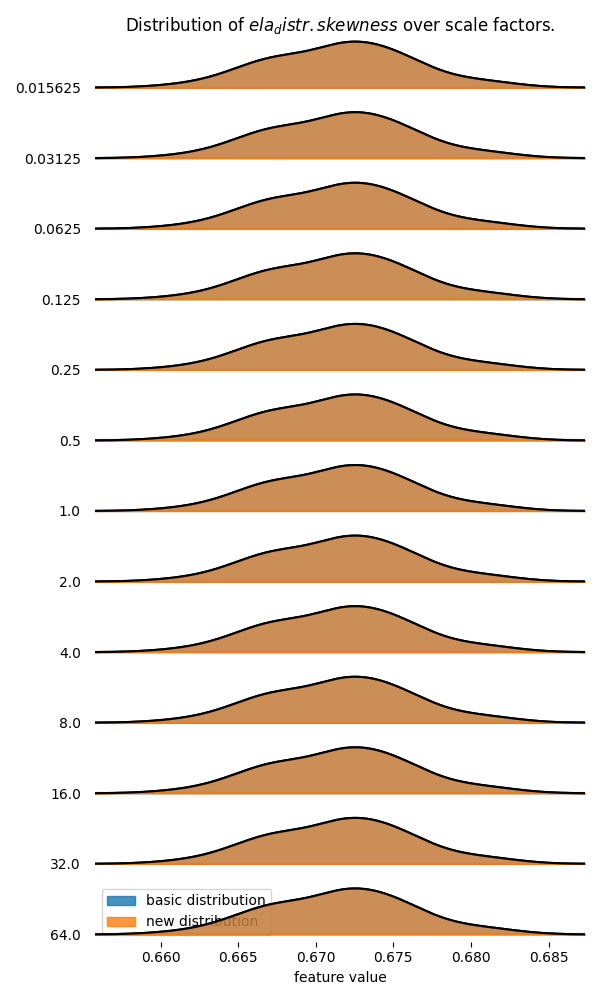 Distribution of ela_distr.skewness over scale factors.
0.015625
0.03125
0.0625
0.125
0.25
0.5
1.0
2.0
4.0
8.0
16.0
32.0
64.0
basic distribution
new distribution
0.660 0.665 0.670 0.675 0.680 0.685
feature value